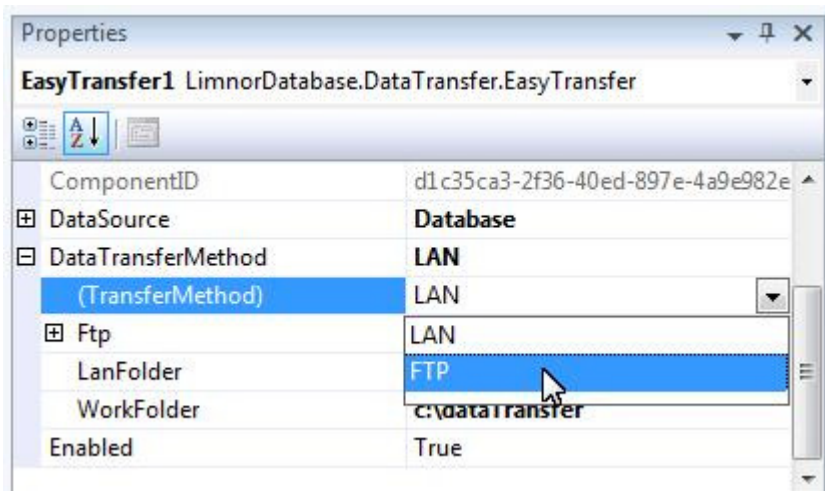 Properties
EasyTransfer1 LimnorDatabase.DataTransfer.EasyTransfer
A Z
ComponentID d1c35ca3-2f36-40ed-897e-4a9e982e
DataSource Database
DataTransferMethod LAN
(TransferMethod) LAN
Ftp LAN
LanFolder FTP
WorkFolder c:\dataTransfer
Enabled True